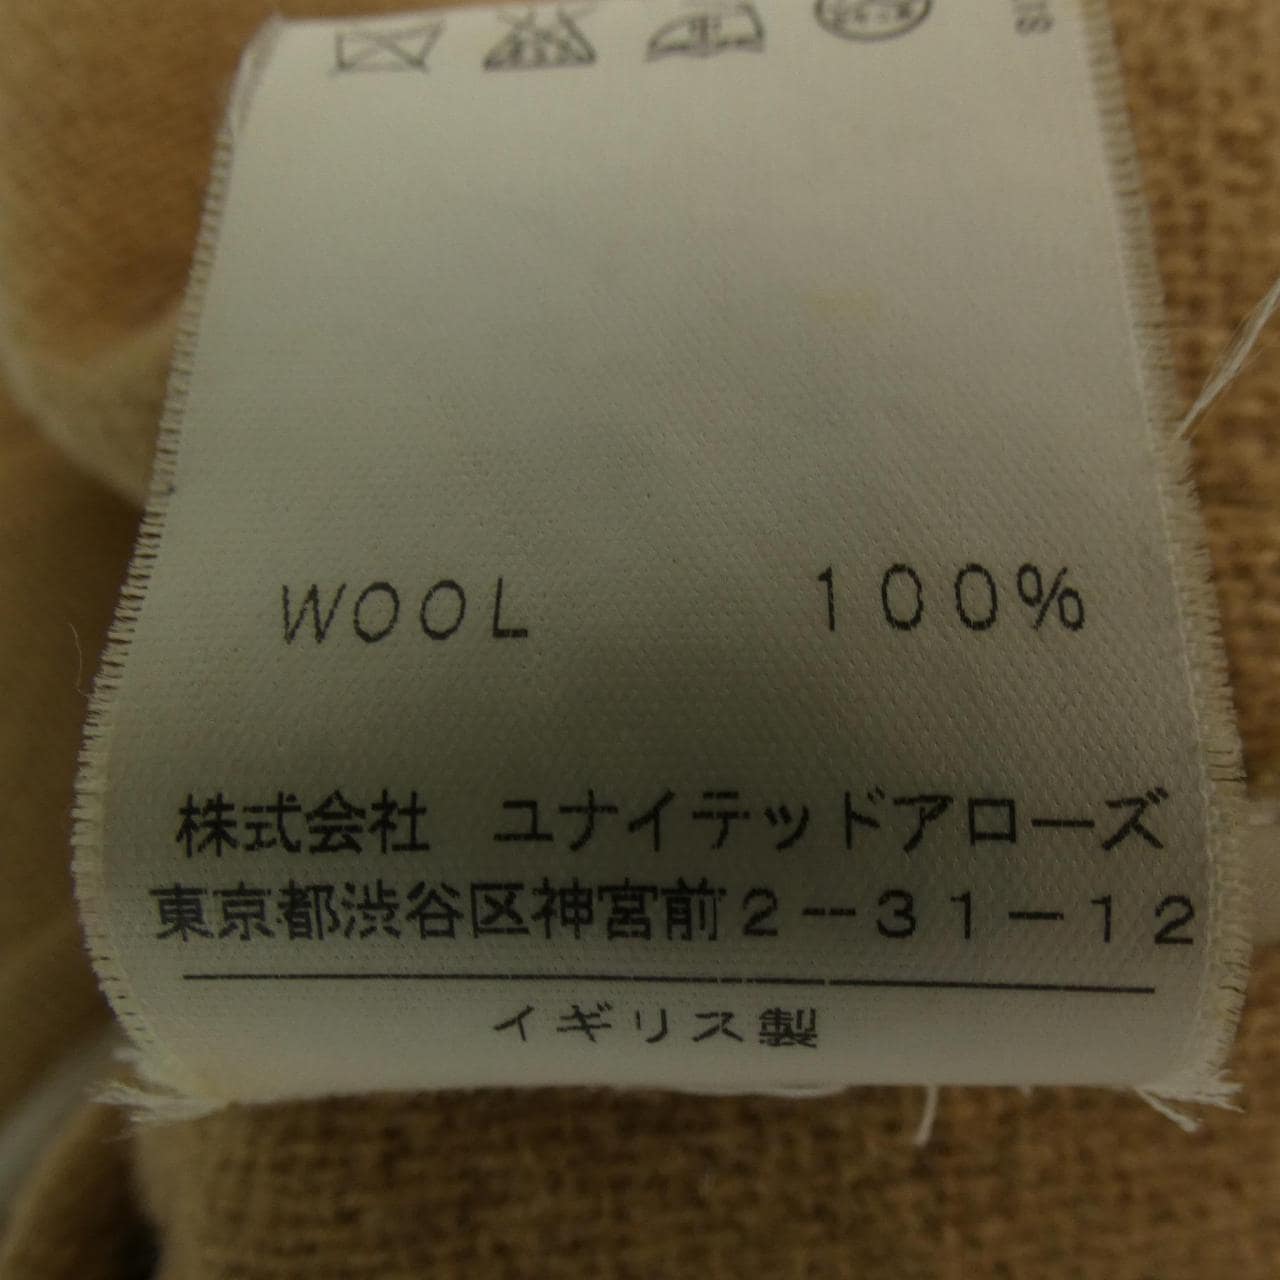 WOOL 100%
株式会社 ユナイテッドアローズ
東京都渋谷区神宮前2-31-12
イギリス製